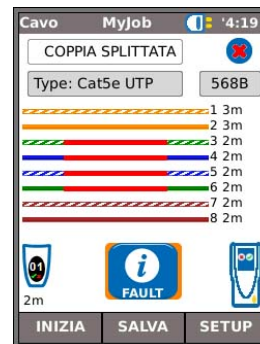 Cavo MyJob '4:19
COPPIA SPLITTATA
Type: Cat5e UTP 568B
1 3m
2 3m
3 2m
4 2m
5 2m
6 2m
7 2m
8 2m
01
2m
i
FAULT
INIZIA SALVA SETUP